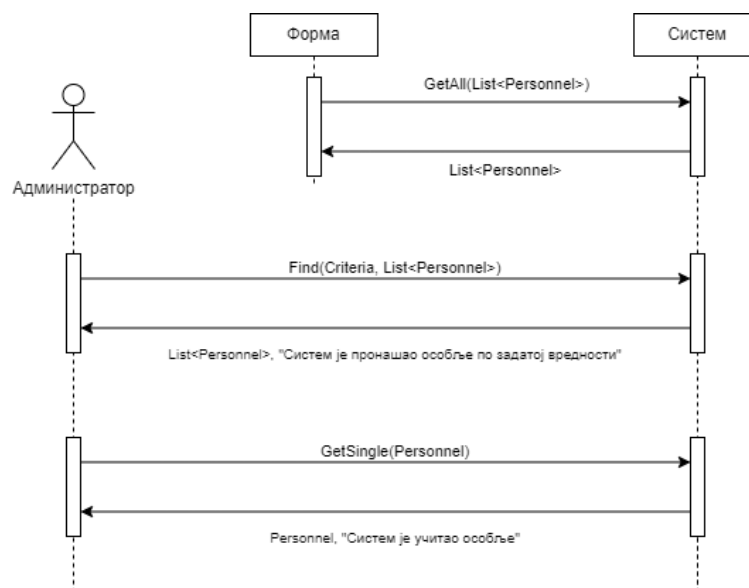 Форма
Систем
GetAll(List<Personnel>)
List<Personnel>
Администратор
Find(Criteria, List<Personnel>)
List<Personnel>, "Систем је пронашао особље по задатој вредности"
GetSingle(Personnel)
Personnel, "Систем је учитао особље"